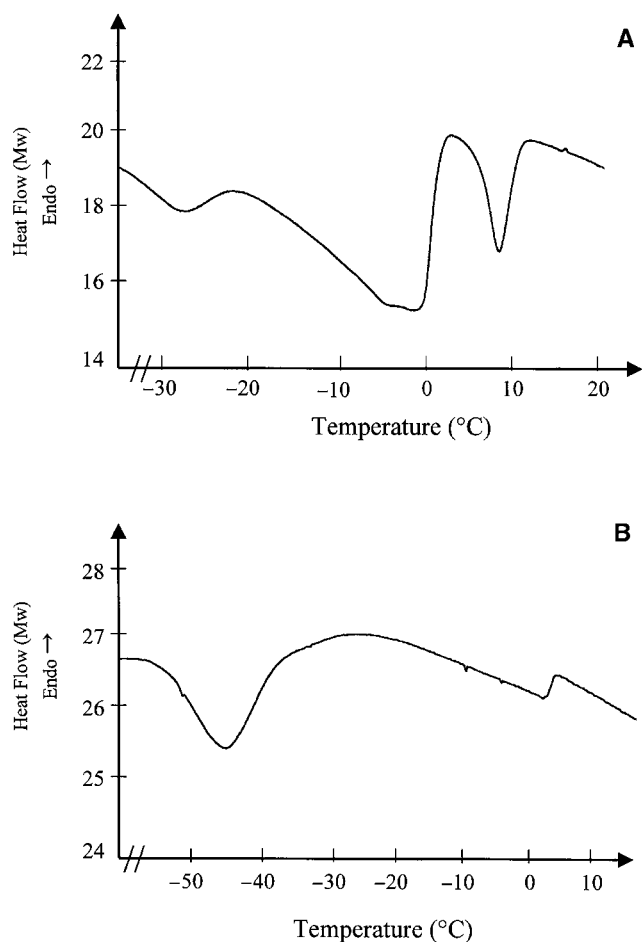 A
Heat Flow (Mw)
Endo →
22
20
18
16
14
−30 −20 −10 0 10 20
Temperature (°C)
B
Heat Flow (Mw)
Endo →
28
27
26
25
24
−50 −40 −30 −20 −10 0 10
Temperature (°C)